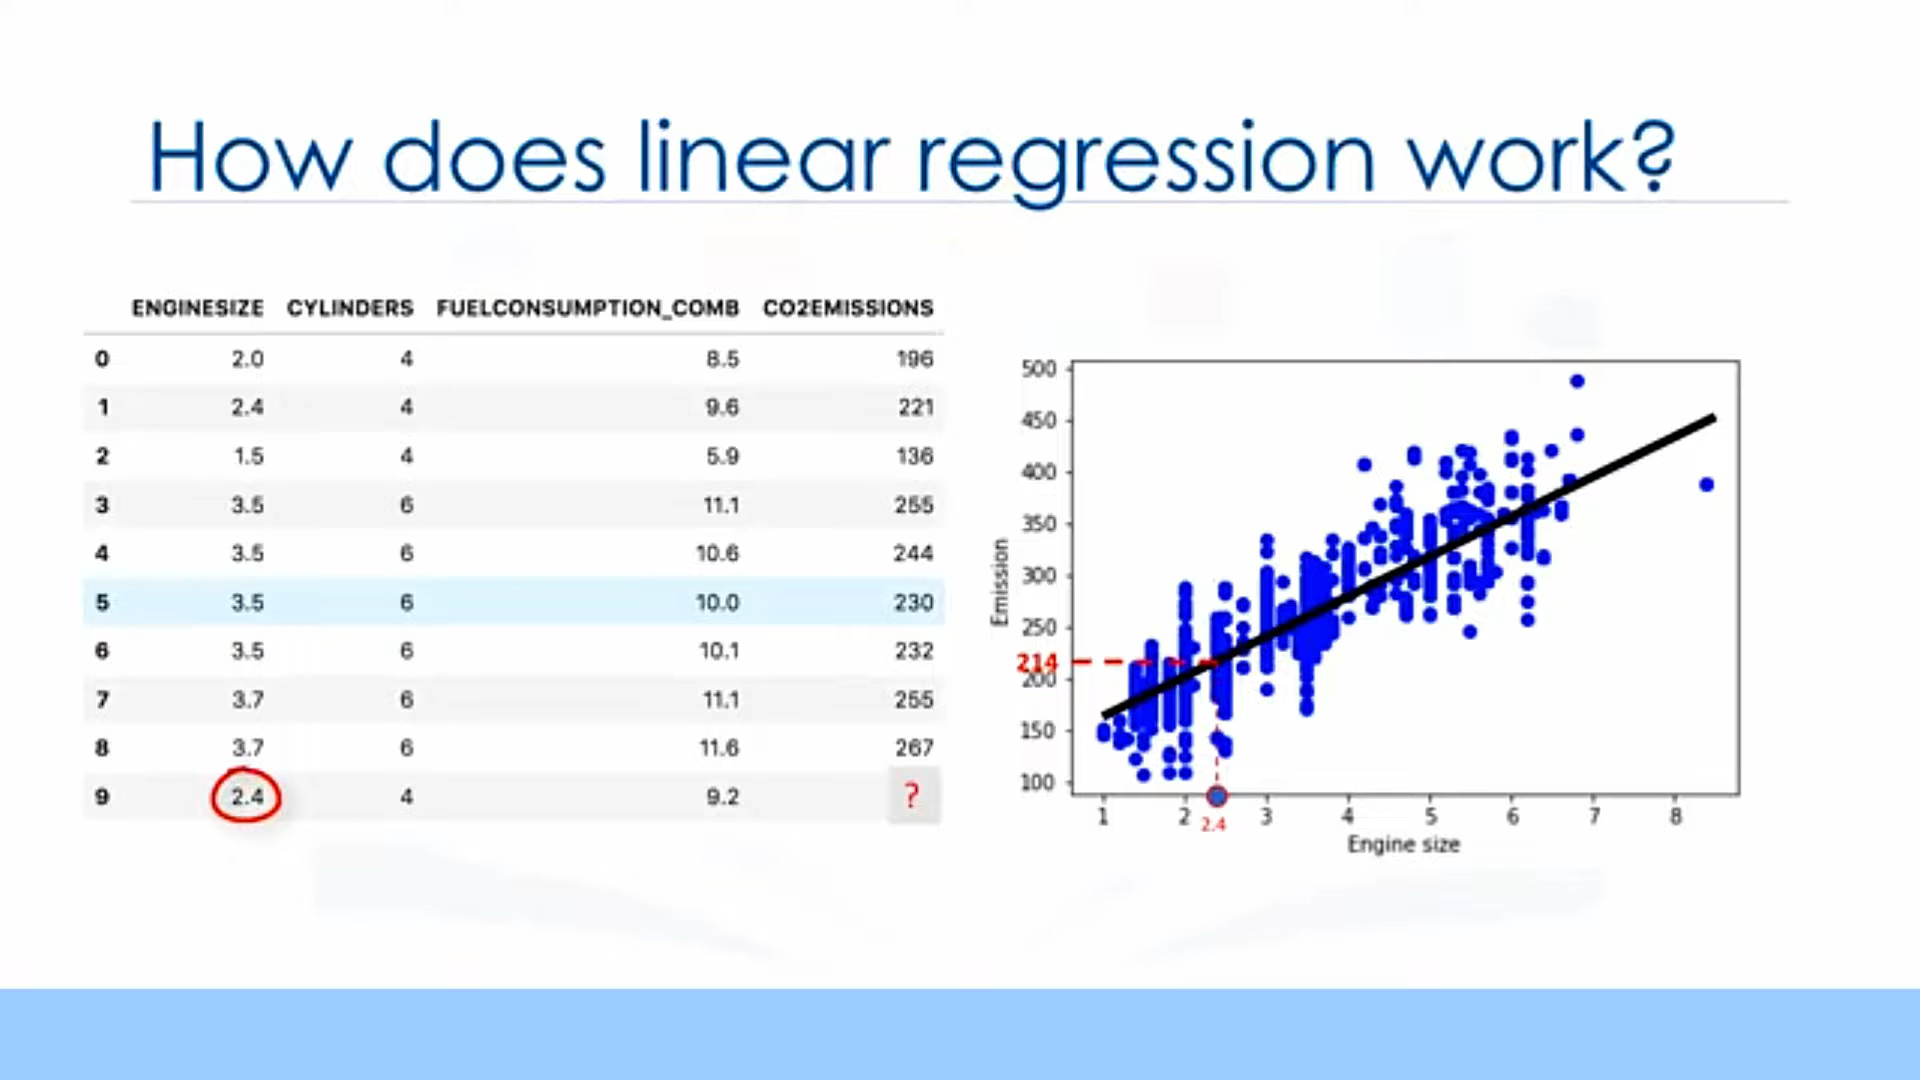 How does linear regression work?
ENGINESIZE CYLINDERS FUELCONSUMPTION_COMB CO2EMISSIONS
0 2.0 4 8.5 196
1 2.4 4 9.6 221
2 1.5 4 5.9 136
3 3.5 6 11.1 255
4 3.5 6 10.6 244
5 3.5 6 10.0 230
6 3.5 6 10.1 232
7 3.7 6 11.1 255
8 3.7 6 11.6 267
9 2.4 4 9.2 ?
500
450
400
350
300
250
214
200
150
100
Emission
1 2 3 4 5 6 7 8
2.4
Engine size